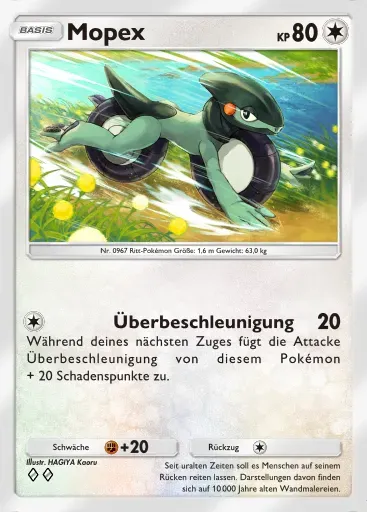 BASIS Mopex KP 80
Nr. 0967 Ritt-Pokémon Größe: 1,6 m Gewicht: 63,0 kg
Überbeschleunigung 20
Während deines nächsten Zuges fügt die Attacke
Überbeschleunigung von diesem Pokémon
+ 20 Schadenspunkte zu.
Schwäche +20 Rückzug
Illustr. HAGIYA Kaoru
Seit uralten Zeiten soll es Menschen auf seinem
Rücken reiten lassen. Darstellungen davon finden
sich auf 10 000 Jahre alten Wandmalereien.